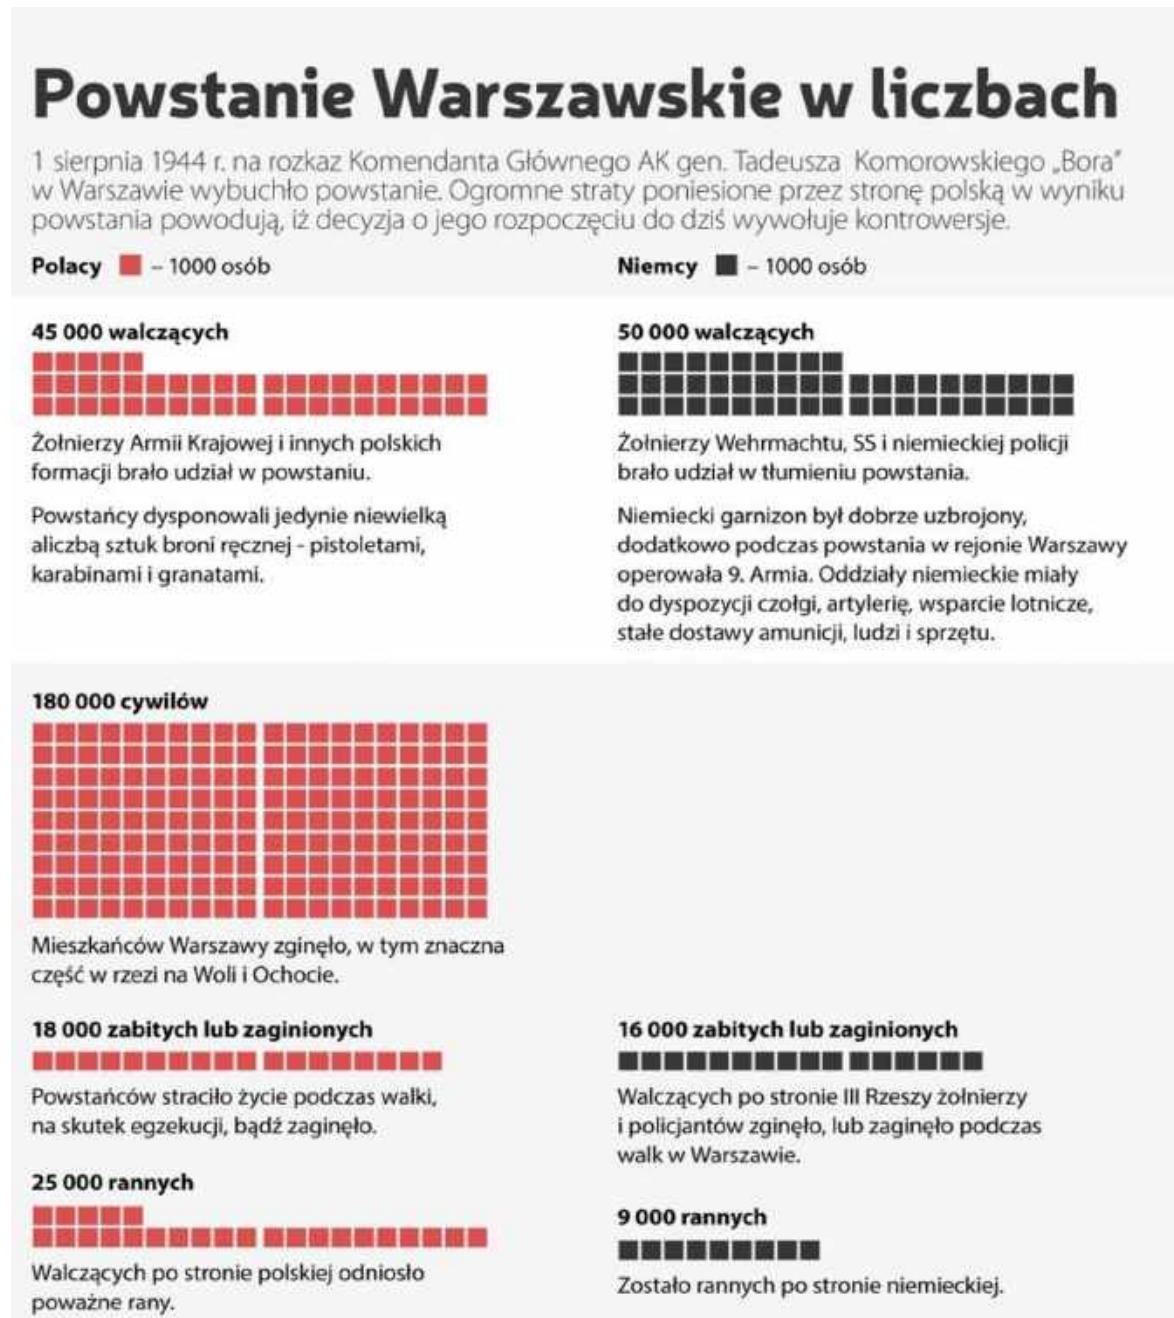 Powstanie Warszawskie w liczbach
1 sierpnia 1944 r. na rozkaz Komendanta Głównego AK gen. Tadeusza Komorowskiego „Bora”
w Warszawie wybuchło powstanie. Ogromne straty poniesione przez stronę polską w wyniku
powstania powodują, iż decyzja o jego rozpoczęciu do dziś wywołuje kontrowersje.
Polacy – 1000 osób
Niemcy – 1000 osób
45 000 walczących
Żołnierzy Armii Krajowej i innych polskich
formacji brało udział w powstaniu.
Powstańcy dysponowali jedynie niewielką
aliczbą sztuk broni ręcznej - pistoletami,
karabinami i granatami.
50 000 walczących
Żołnierzy Wehrmachtu, SS i niemieckiej policji
brało udział w tłumieniu powstania.
Niemiecki garnizon był dobrze uzbrojony,
dodatkowo podczas powstania w rejonie Warszawy
operowała 9. Armia. Oddziały niemieckie miały
do dyspozycji czołgi, artylerię, wsparcie lotnicze,
stałe dostawy amunicji, ludzi i sprzętu.
180 000 cywilów
Mieszkańców Warszawy zginęło, w tym znaczna
część w rzezi na Woli i Ochocie.
18 000 zabitych lub zaginionych
Powstańców straciło życie podczas walki,
na skutek egzekucji, bądź zaginęło.
25 000 rannych
Walczących po stronie polskiej odniosło
poważne rany.
16 000 zabitych lub zaginionych
Walczących po stronie III Rzeszy żołnierzy
i policjantów zginęło, lub zaginęło podczas
walk w Warszawie.
9 000 rannych
Zostało rannych po stronie niemieckiej.